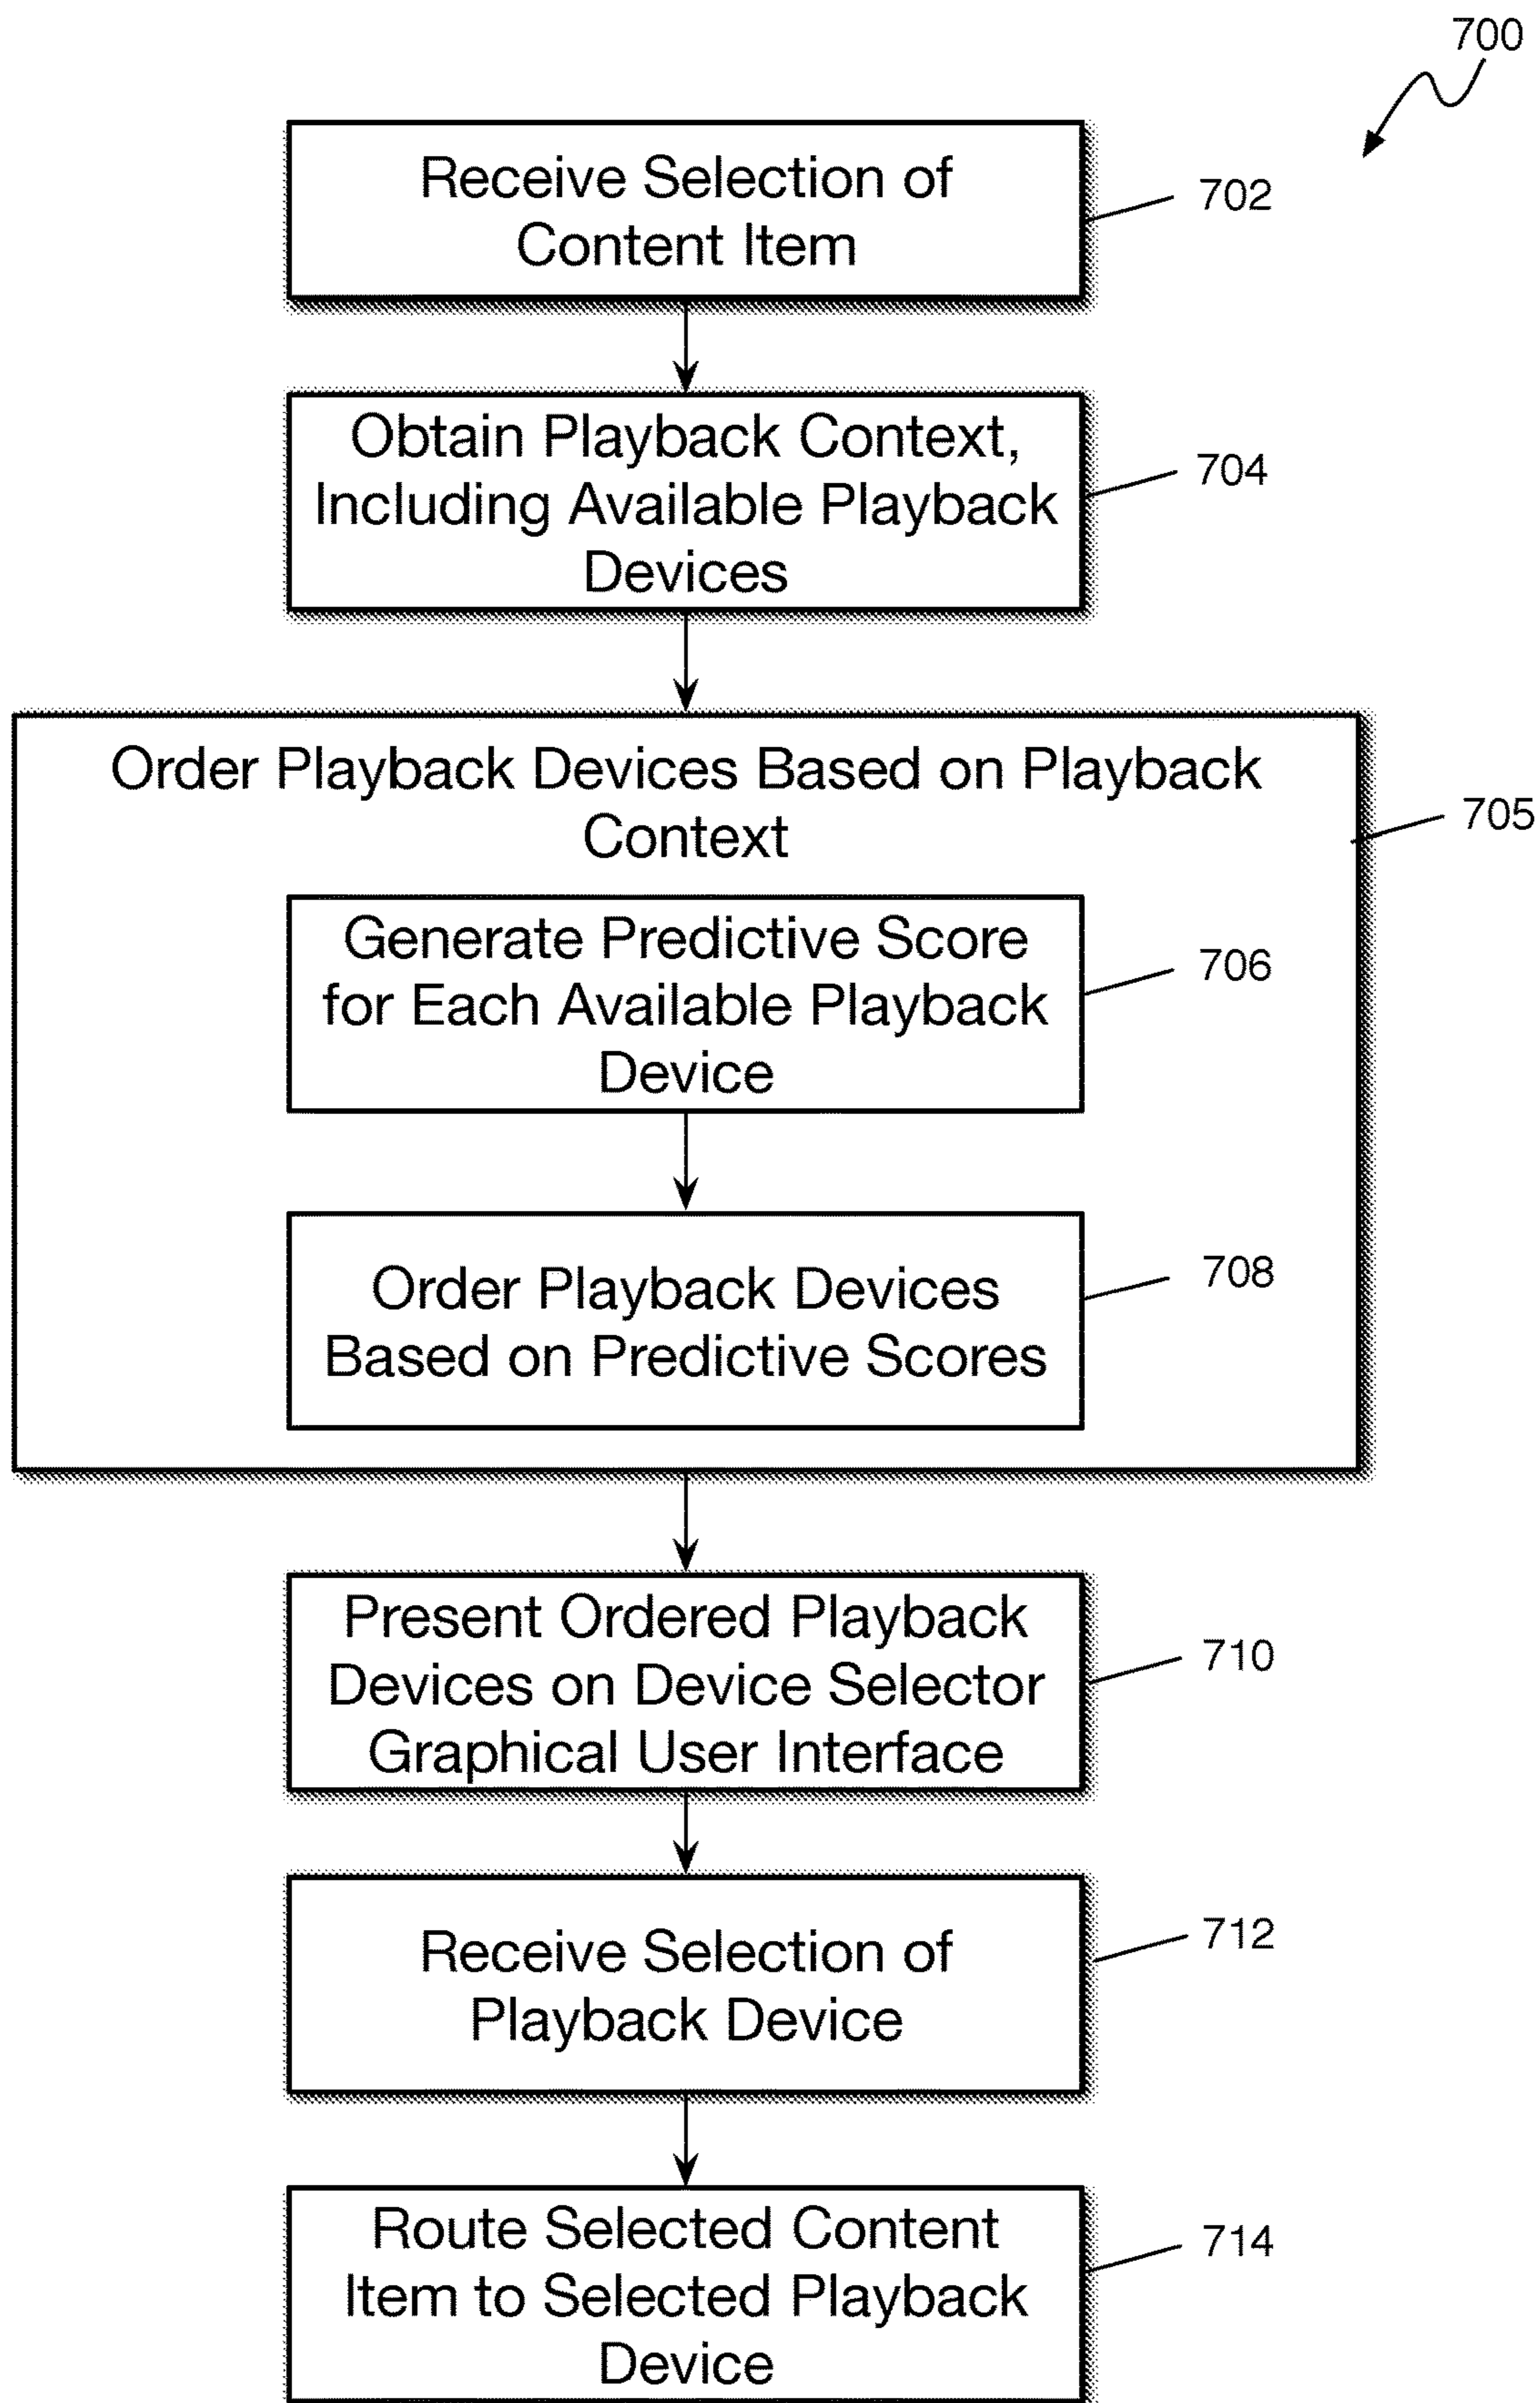 700
Receive Selection of
Content Item
702
Obtain Playback Context,
Including Available Playback
Devices
704
Order Playback Devices Based on Playback
Context
705
Generate Predictive Score
for Each Available Playback
Device
706
Order Playback Devices
Based on Predictive Scores
708
Present Ordered Playback
Devices on Device Selector
Graphical User Interface
710
Receive Selection of
Playback Device
712
Route Selected Content
Item to Selected Playback
Device
714